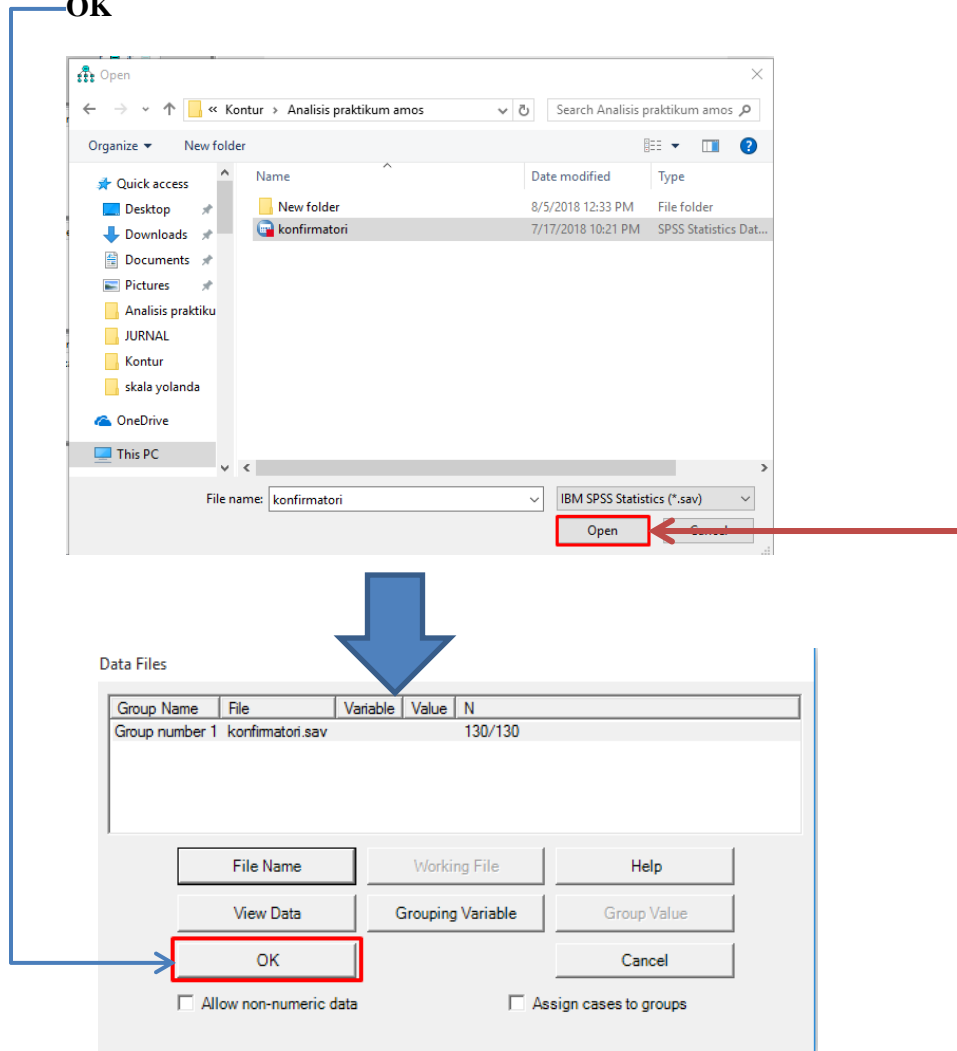 OK
Open
« Kontur › Analisis praktikum amos
Search Analisis praktikum amos
Organize
New folder
Quick access
Desktop
Downloads
Documents
Pictures
Analisis praktiku
JURNAL
Kontur
skala yolanda
OneDrive
This PC
Name Date modified Type
New folder 8/5/2018 12:33 PM File folder
konfirmatori 7/17/2018 10:21 PM SPSS Statistics Dat...
File name: konfirmatori
IBM SPSS Statistics (*.sav)
Open
Cancel
Data Files
Group Name File Variable Value N
Group number 1 konfirmatori.sav 130/130
File Name Working File Help
View Data Grouping Variable Group Value
OK Cancel
Allow non-numeric data Assign cases to groups